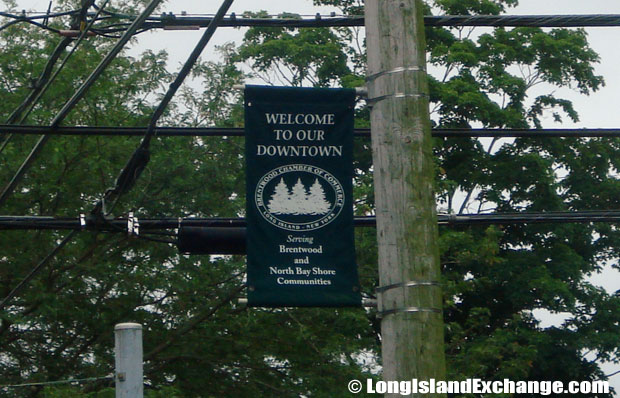 WELCOME
TO OUR
DOWNTOWN
BRENTWOOD CHAMBER OF COMMERCE
LONG ISLAND - NEW YORK
Serving
Brentwood
and
North Bay Shore
Communities
© LONGISLANDEXCHANGE.COM